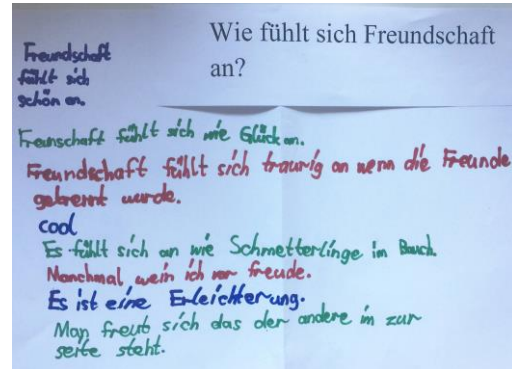 Wie fühlt sich Freundschaft
an?
Freundschaft
fühlt sich
schön an.
Freunschaft fühlt sich wie Glück an.
Freundschaft fühlt sich traurig an wenn die Freunde
getrennt wurde.
cool
Es fühlt sich an wie Schmetterlinge im Bauch.
Manchmal wein ich vor freude.
Es ist eine Erleichterung.
Man freut sich das der andere im zur
seite steht.